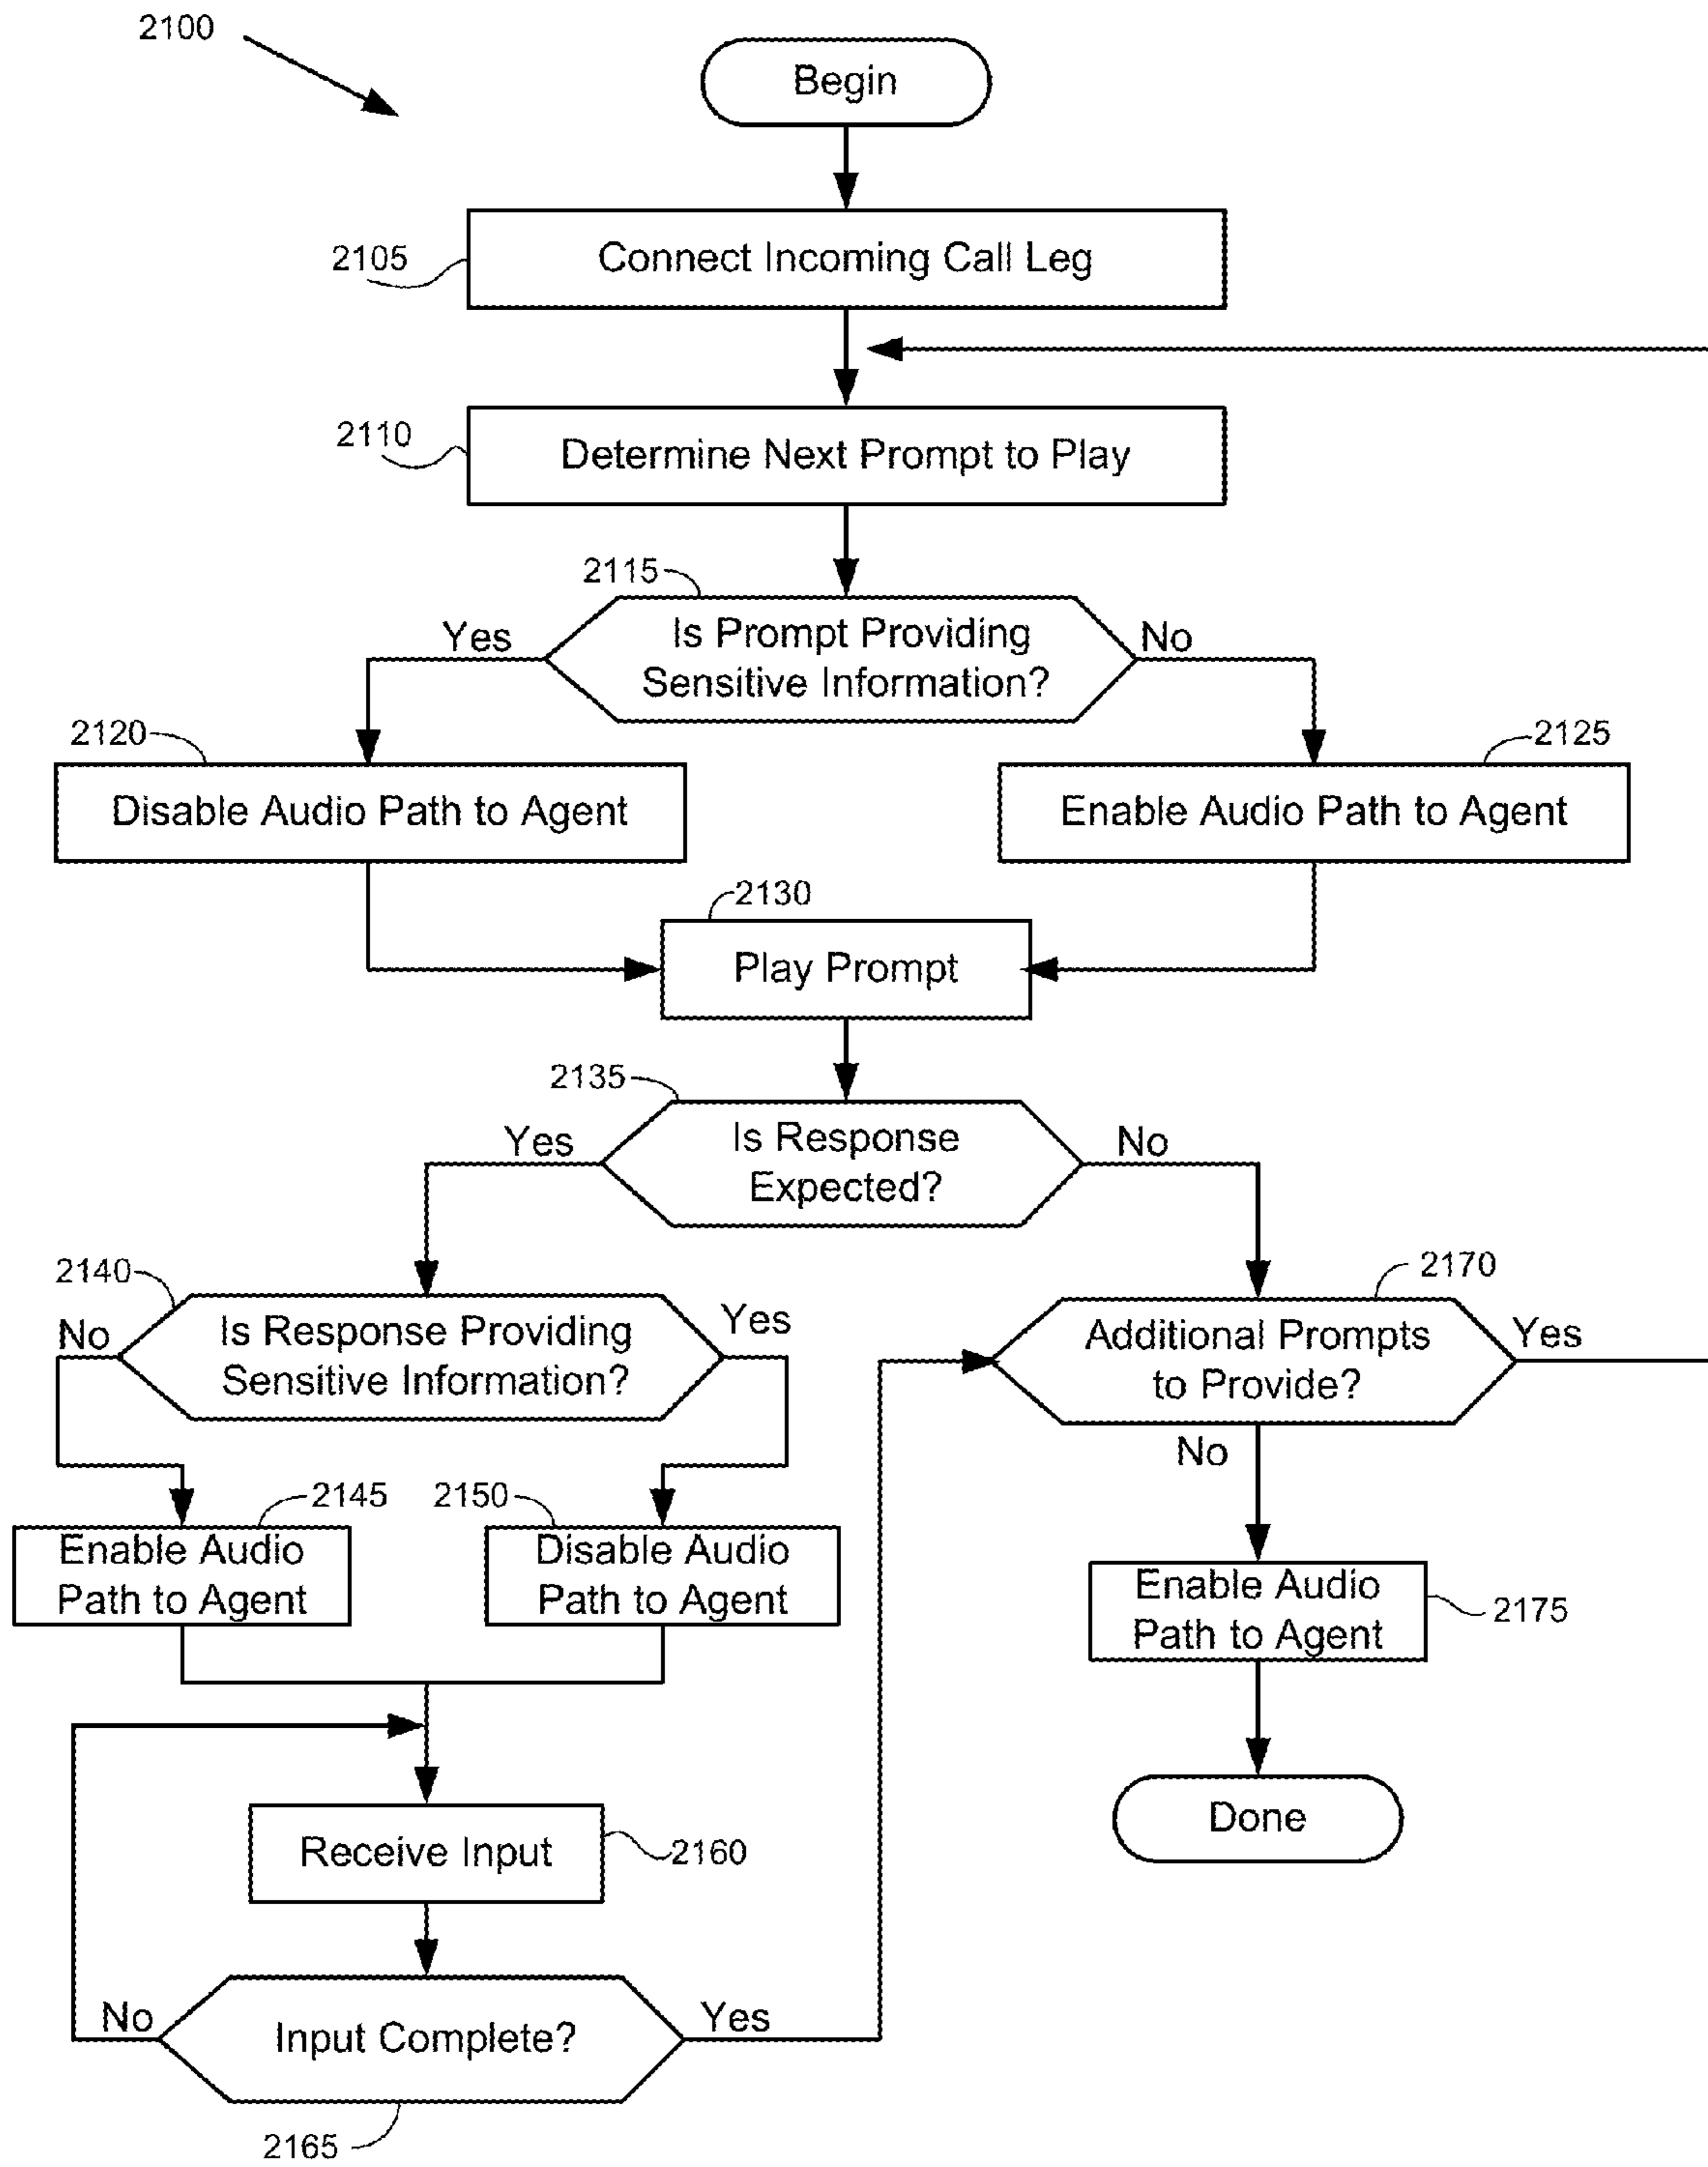 2100
Begin
2105
Connect Incoming Call Leg
2110
Determine Next Prompt to Play
2115
Yes
Is Prompt Providing
Sensitive Information?
No
2120
2125
Disable Audio Path to Agent
Enable Audio Path to Agent
2130
Play Prompt
2135
Yes
Is Response
Expected?
No
2140
2170
No
Is Response Providing
Sensitive Information?
Yes
Additional Prompts
to Provide?
Yes
No
2145
2150
Enable Audio
Path to Agent
Disable Audio
Path to Agent
Enable Audio
Path to Agent
2175
Done
Receive Input
2160
No
Input Complete?
Yes
2165